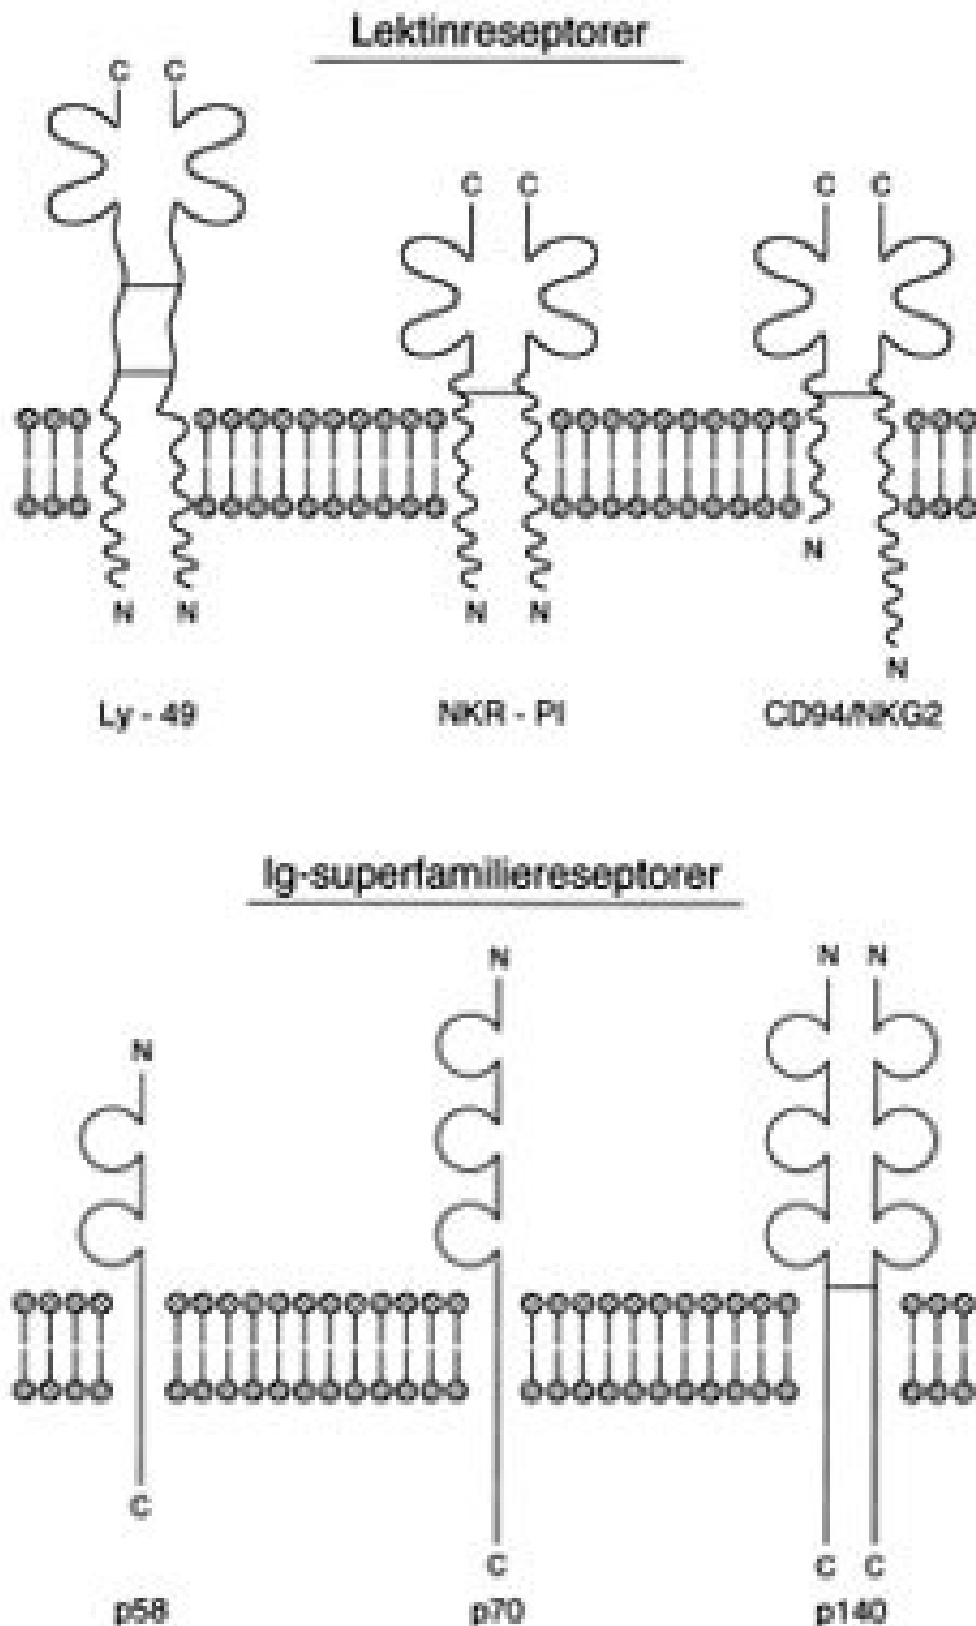 Lektinreseptorer
C C
C C C C
N
N N N N
N
Ly - 49 NKR - PI CD94/NKG2
Ig-superfamiliereseptorer
N N N
N
C
C C C
p58 p70 p140